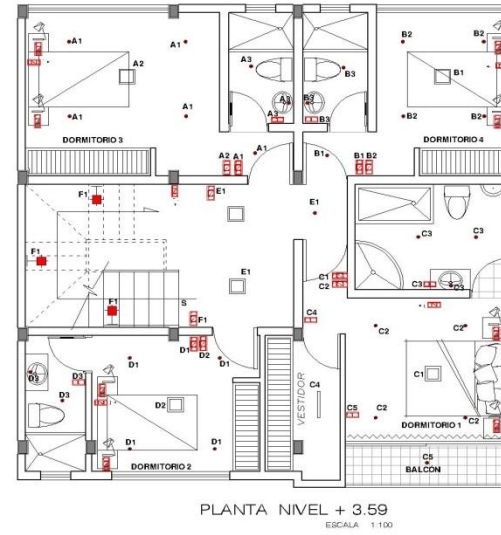 A1 A1 B2 B2
A3 B3
A2 B1
A3 B3
A1 A1 B2 B2
A3 B3
DORMITORIO 3 DORMITORIO 4
A1 B1
A2 A1 B1 B2
F1 E1
E1
C3 C3
F1
E1 C1
C2 C3 C3
S
F1 F1 C4
C2 C2
D1 D2
D1 D1
D3 D3 C1
C4
VESTIDOR
D3 D2
C5 C2 C2
DORMITORIO 1
D1 D1
DORMITORIO 2
C5
BALCON
PLANTA NIVEL + 3.59
ESCALA 1:100